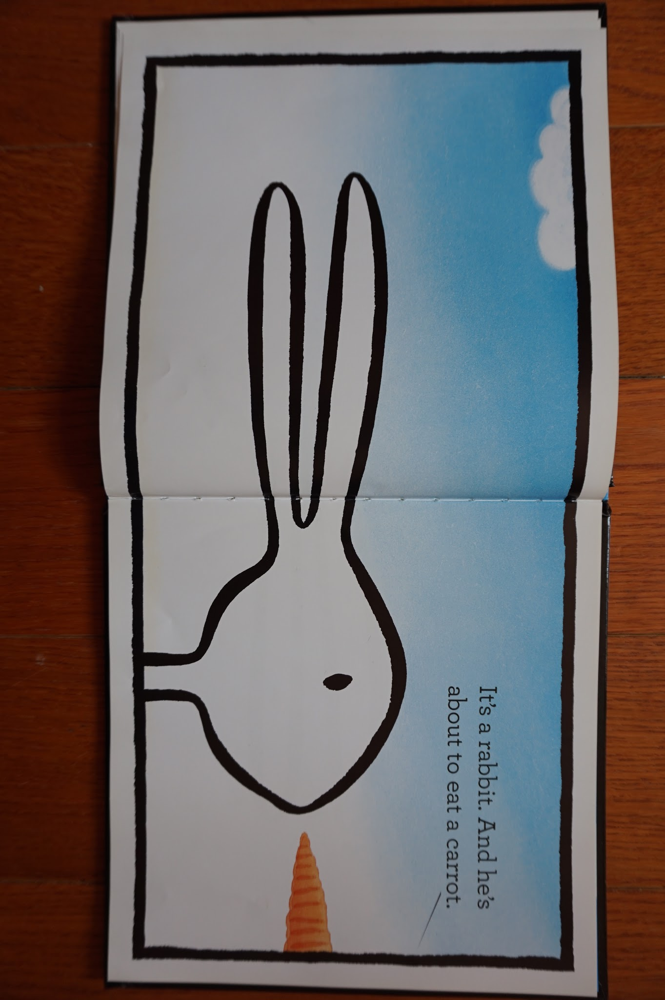 It's a rabbit. And he's
about to eat a carrot.